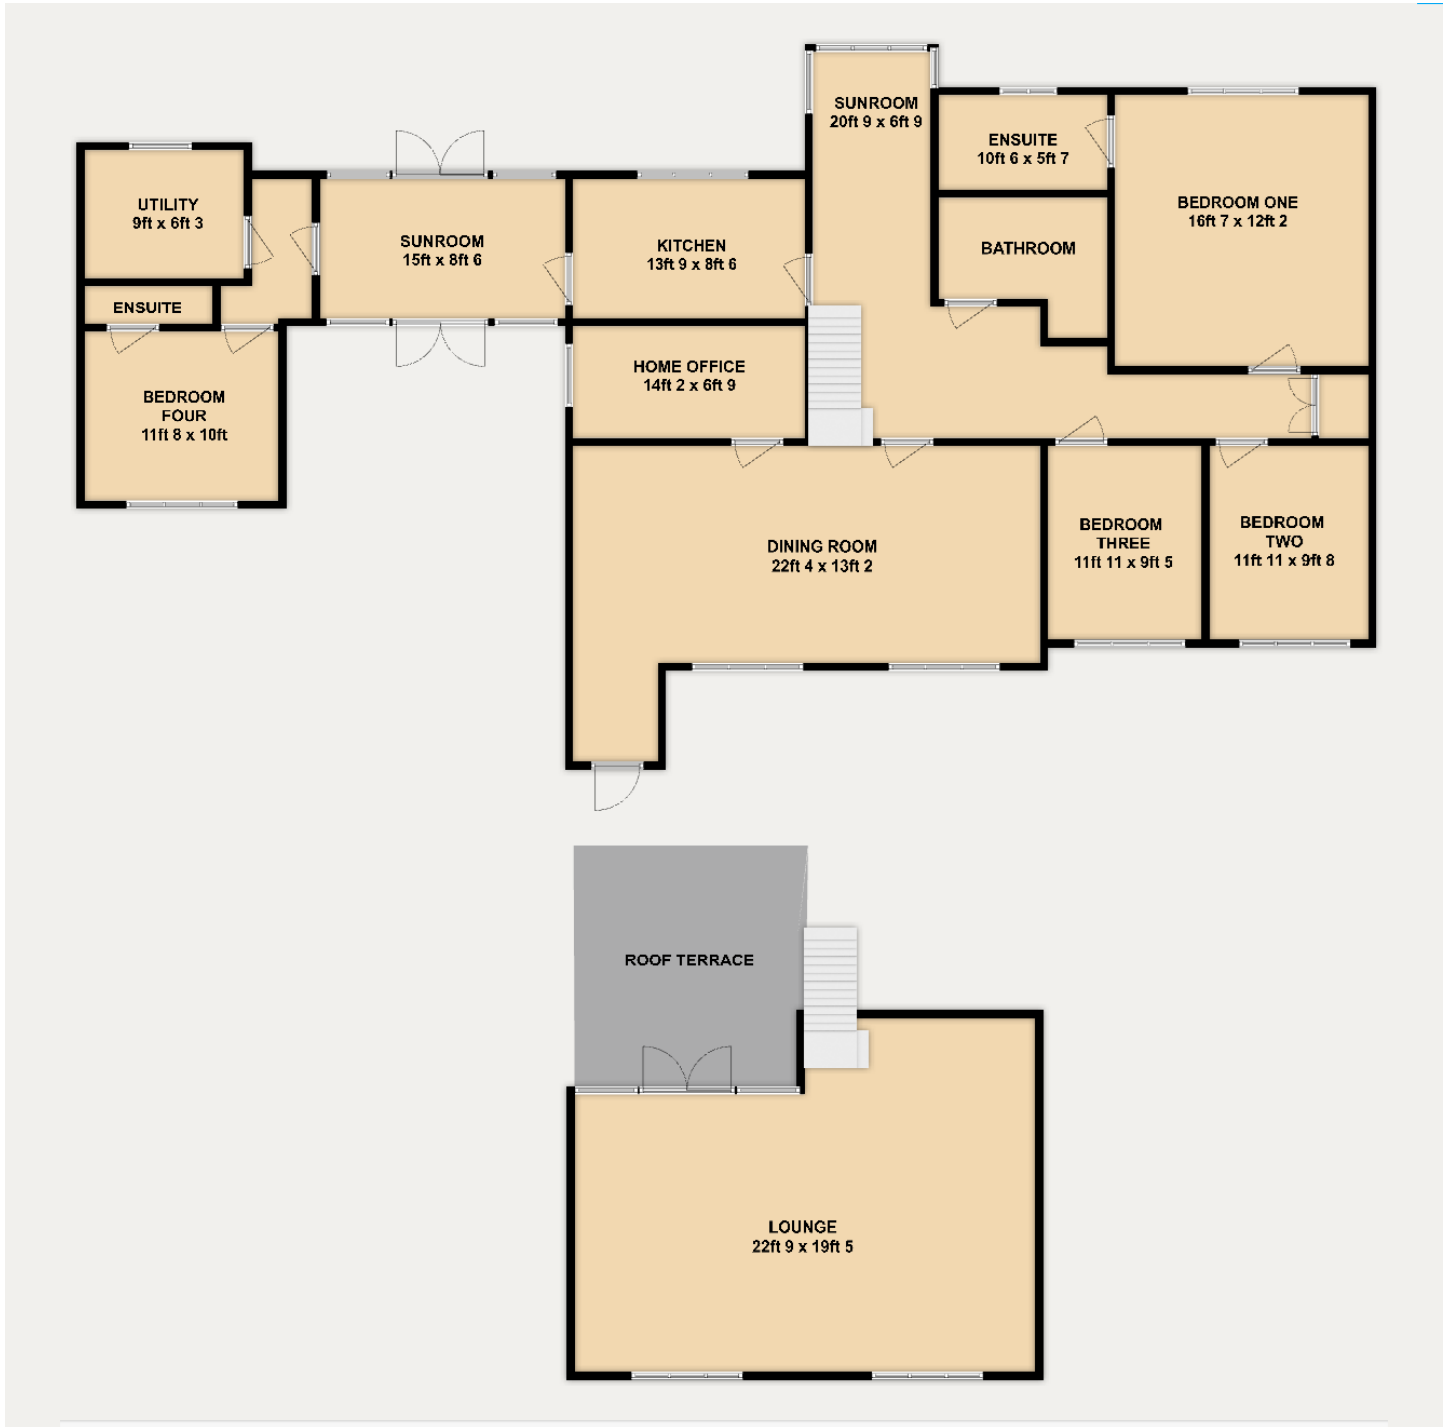 SUNROOM
20ft 9 x 6ft 9
ENSUITE
10ft 6 x 5ft 7
BEDROOM ONE
16ft 7 x 12ft 2
UTILITY
9ft x 6ft 3
SUNROOM
15ft x 8ft 6
KITCHEN
13ft 9 x 8ft 6
BATHROOM
ENSUITE
HOME OFFICE
14ft 2 x 6ft 9
BEDROOM
FOUR
11ft 8 x 10ft
DINING ROOM
22ft 4 x 13ft 2
BEDROOM
THREE
11ft 11 x 9ft 5
BEDROOM
TWO
11ft 11 x 9ft 8
ROOF TERRACE
LOUNGE
22ft 9 x 19ft 5